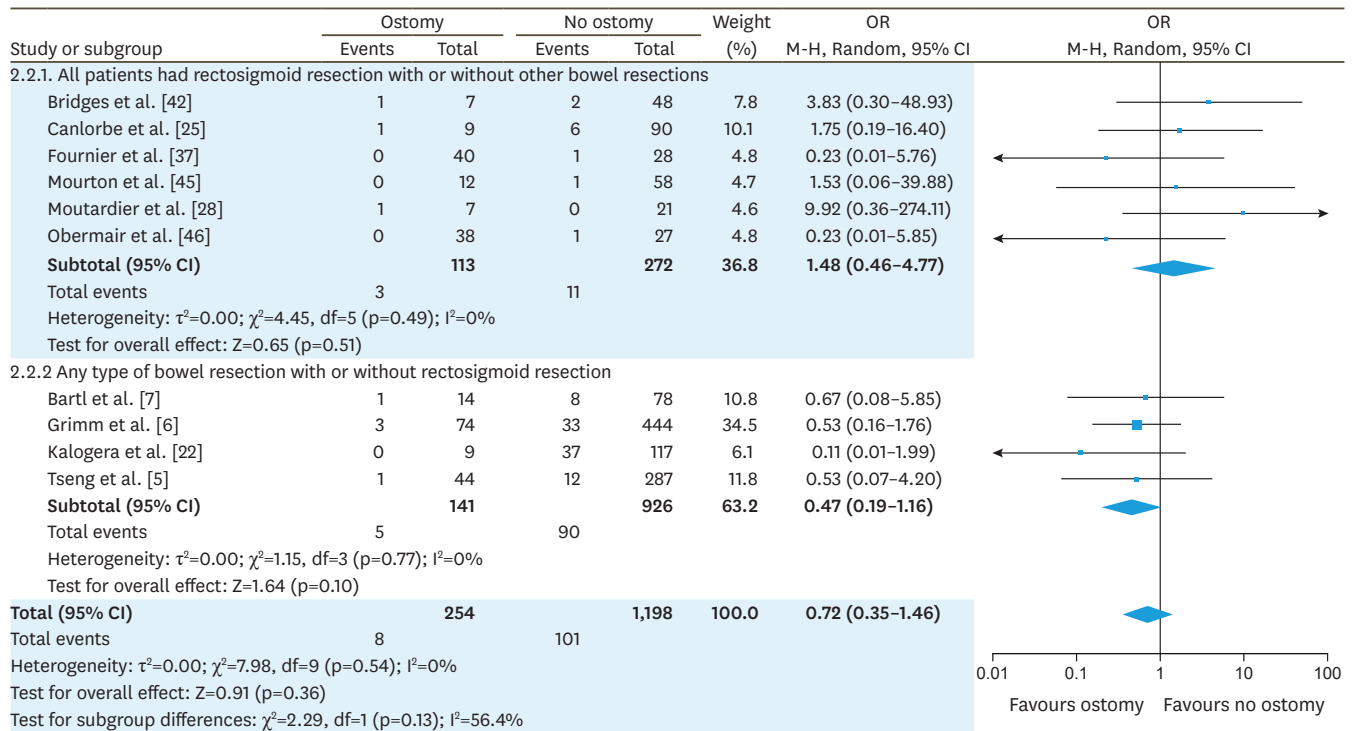 Ostomy No ostomy Weight OR OR
Study or subgroup Events Total Events Total (%) M-H, Random, 95% CI M-H, Random, 95% CI
2.2.1. All patients had rectosigmoid resection with or without other bowel resections
Bridges et al. [42] 1 7 2 48 7.8 3.83 (0.30–48.93)
Canlorbe et al. [25] 1 9 6 90 10.1 1.75 (0.19–16.40)
Fournier et al. [37] 0 40 1 28 4.8 0.23 (0.01–5.76)
Mourton et al. [45] 0 12 1 58 4.7 1.53 (0.06–39.88)
Moutardier et al. [28] 1 7 0 21 4.6 9.92 (0.36–274.11)
Obermair et al. [46] 0 38 1 27 4.8 0.23 (0.01–5.85)
Subtotal (95% CI) 113 272 36.8 1.48 (0.46–4.77)
Total events 3 11
Heterogeneity: τ²=0.00; χ²=4.45, df=5 (p=0.49); I²=0%
Test for overall effect: Z=0.65 (p=0.51)
2.2.2 Any type of bowel resection with or without rectosigmoid resection
Bartl et al. [7] 1 14 8 78 10.8 0.67 (0.08–5.85)
Grimm et al. [6] 3 74 33 444 34.5 0.53 (0.16–1.76)
Kalogera et al. [22] 0 9 37 117 6.1 0.11 (0.01–1.99)
Tseng et al. [5] 1 44 12 287 11.8 0.53 (0.07–4.20)
Subtotal (95% CI) 141 926 63.2 0.47 (0.19–1.16)
Total events 5 90
Heterogeneity: τ²=0.00; χ²=1.15, df=3 (p=0.77); I²=0%
Test for overall effect: Z=1.64 (p=0.10)
Total (95% CI) 254 1,198 100.0 0.72 (0.35–1.46)
Total events 8 101
Heterogeneity: τ²=0.00; χ²=7.98, df=9 (p=0.54); I²=0%
Test for overall effect: Z=0.91 (p=0.36)
Test for subgroup differences: χ²=2.29, df=1 (p=0.13); I²=56.4%
0.01 0.1 1 10 100
Favours ostomy Favours no ostomy